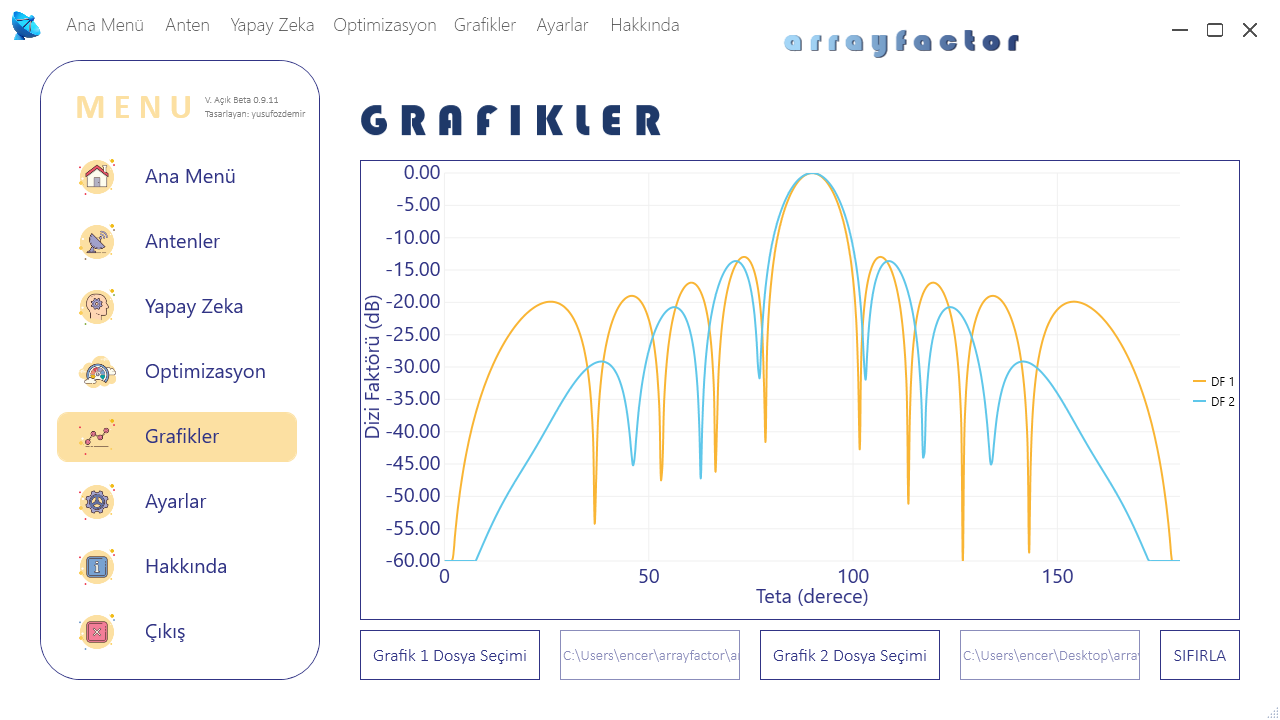 Ana Menü Anten Yapay Zeka Optimizasyon Grafikler Ayarlar Hakkında
arrayfactor
MENU
V. Açık Beta 0.9.11
Tasarlayan: yusufozdemir
Ana Menü
Antenler
Yapay Zeka
Optimizasyon
Grafikler
Ayarlar
Hakkında
Çıkış
GRAFIKLER
Dizi Faktörü (dB)
0.00
-5.00
-10.00
-15.00
-20.00
-25.00
-30.00
-35.00
-40.00
-45.00
-50.00
-55.00
-60.00
0 50 100 150
Teta (derece)
DF 1
DF 2
Grafik 1 Dosya Seçimi
C:\Users\encer\arrayfactor\ar
Grafik 2 Dosya Seçimi
C:\Users\encer\Desktop\array
SIFIRLA